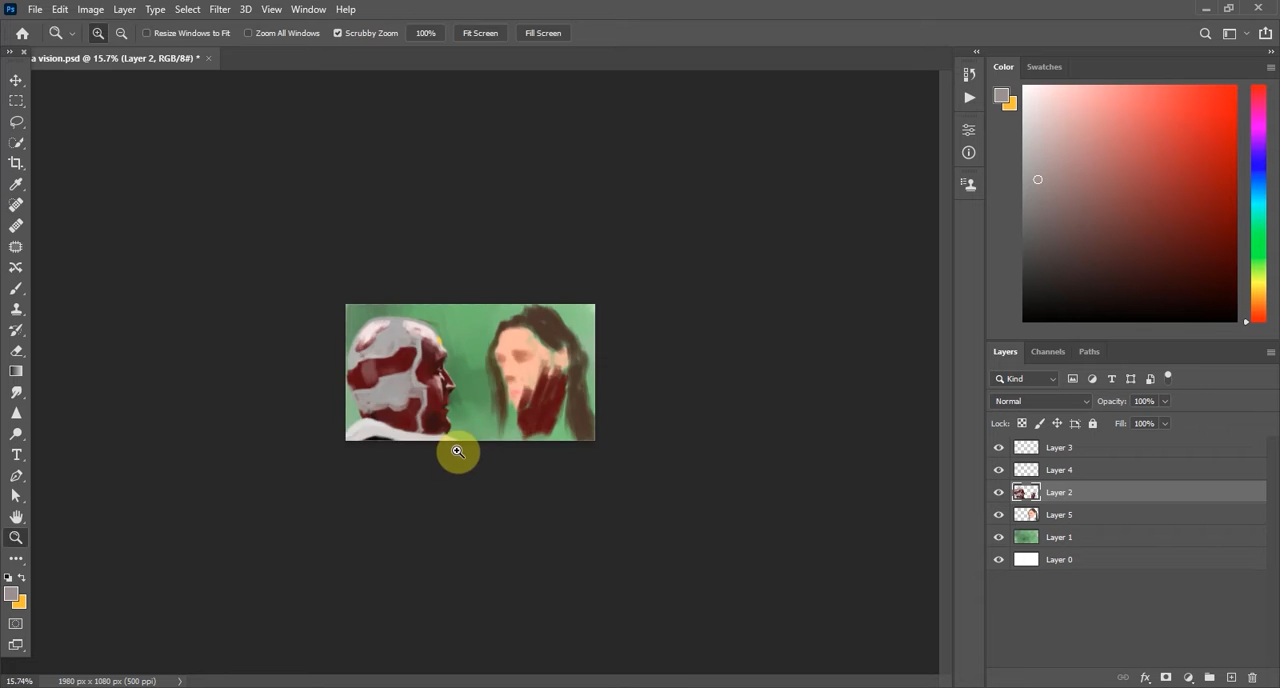 Ps File Edit Image Layer Type Select Filter 3D View Window Help
Resize Windows to Fit Zoom All Windows Scrubby Zoom 100% Fit Screen Fill Screen
a vision.psd @ 15.7% (Layer 2, RGB/8#) * ×
Color Swatches
Layers Channels Paths
Kind
Normal Opacity: 100%
Lock: Fill: 100%
Layer 3
Layer 4
Layer 2
Layer 5
Layer 1
Layer 0
15.74% 1980 px x 1080 px (500 ppi)